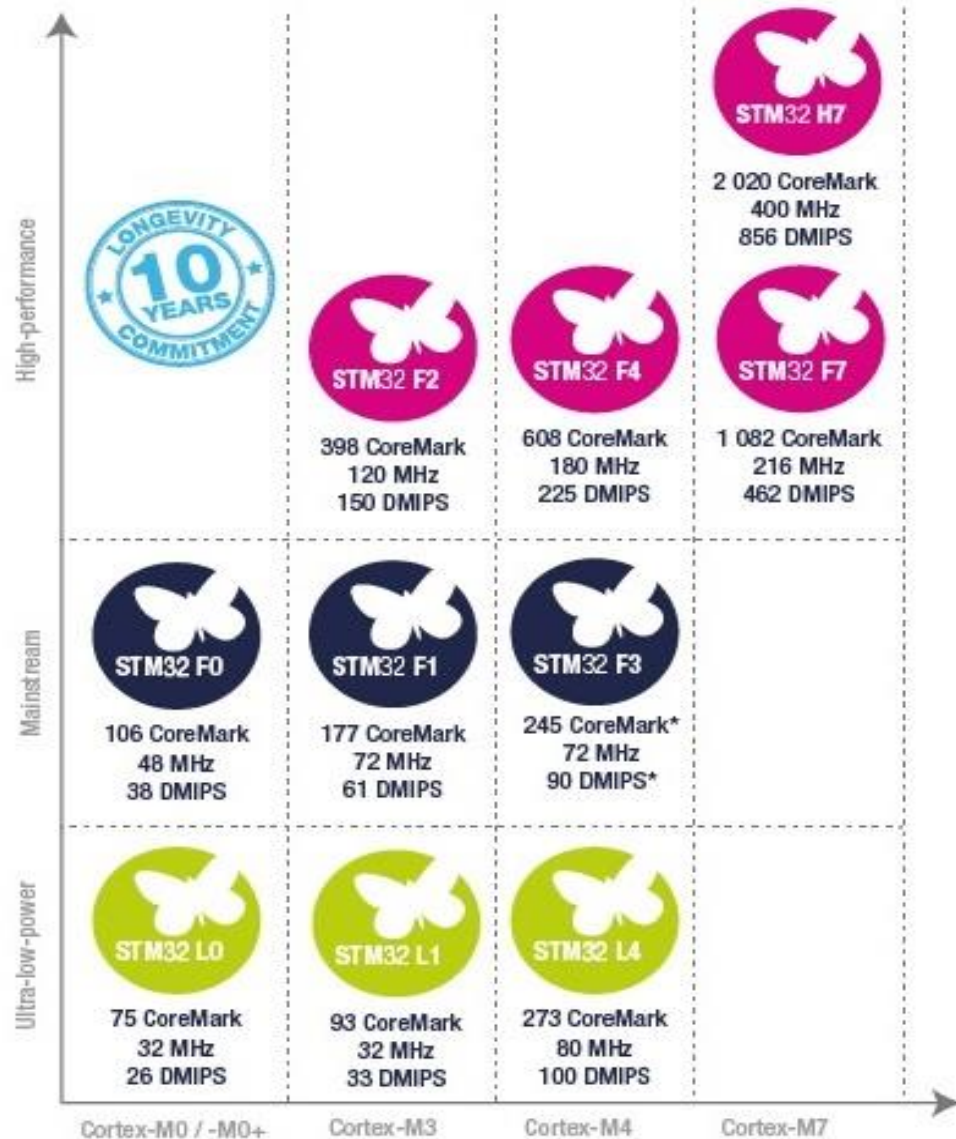 STM32 H7
2 020 CoreMark
400 MHz
856 DMIPS
High-performance
LONGEVITY
10
YEARS
COMMITMENT
STM32 F2
398 CoreMark
120 MHz
150 DMIPS
STM32 F4
608 CoreMark
180 MHz
225 DMIPS
STM32 F7
1 082 CoreMark
216 MHz
462 DMIPS
Mainstream
STM32 F0
106 CoreMark
48 MHz
38 DMIPS
STM32 F1
177 CoreMark
72 MHz
61 DMIPS
STM32 F3
245 CoreMark*
72 MHz
90 DMIPS*
Ultra-low-power
STM32 L0
75 CoreMark
32 MHz
26 DMIPS
STM32 L1
93 CoreMark
32 MHz
33 DMIPS
STM32 L4
273 CoreMark
80 MHz
100 DMIPS
Cortex-M0 / -M0+
Cortex-M3
Cortex-M4
Cortex-M7